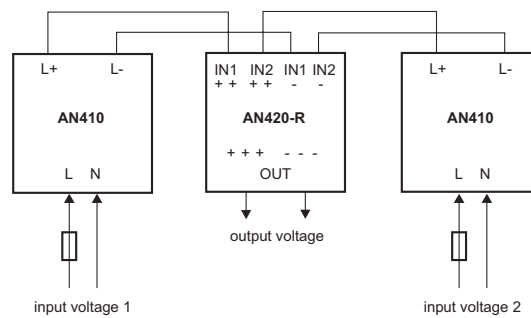 L+ L- IN1 IN2 IN1 IN2 L+ L-
+ + + + - -
AN410 AN420-R AN410
+ + + - - -
L N OUT L N
output voltage
input voltage 1 input voltage 2